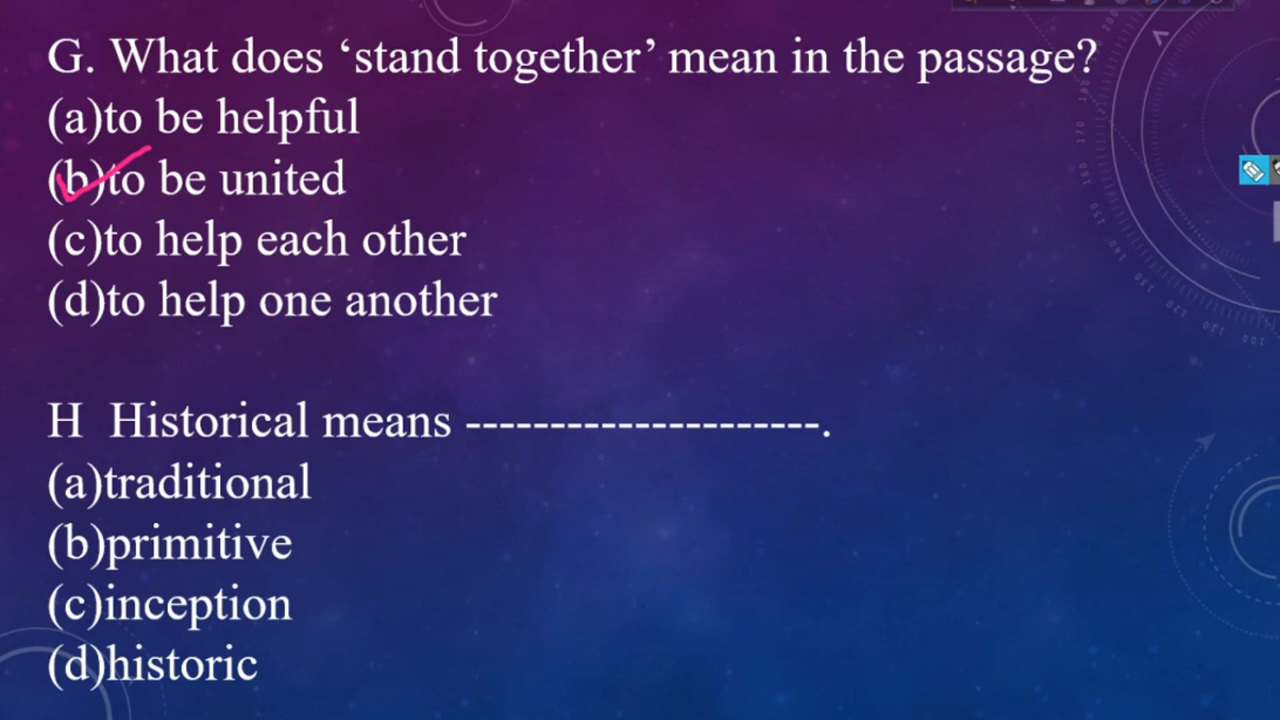 G. What does ‘stand together’ mean in the passage?
(a)to be helpful
(b)to be united
(c)to help each other
(d)to help one another
H Historical means ---------------------.
(a)traditional
(b)primitive
(c)inception
(d)historic